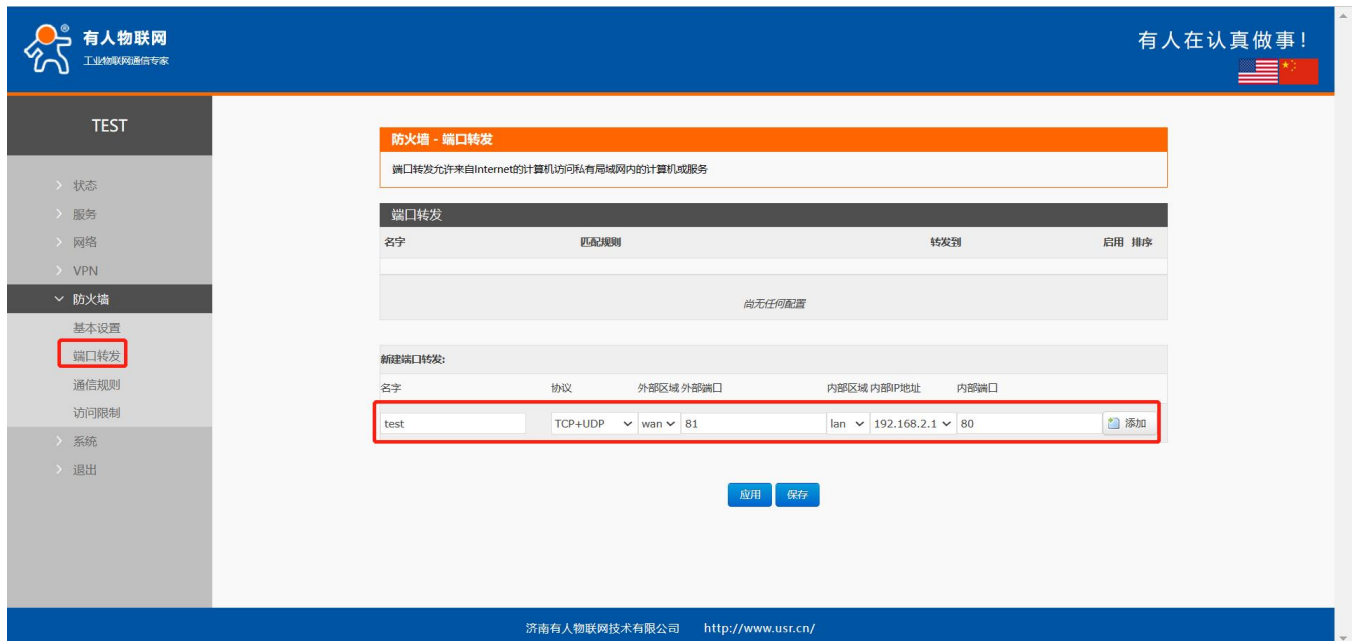 有人物联网
工业物联网通信专家
有人在认真做事！
TEST
状态
服务
网络
VPN
防火墙
基本设置
端口转发
通信规则
访问限制
系统
退出
防火墙 - 端口转发
端口转发允许来自Internet的计算机访问私有局域网内的计算机或服务
端口转发
名字 匹配规则 转发到 启用 排序
尚无任何配置
新建端口转发:
名字 协议 外部区域 外部端口 内部区域 内部IP地址 内部端口
test TCP+UDP wan 81 lan 192.168.2.1 80 添加
应用 保存
济南有人物联网技术有限公司 http://www.usr.cn/